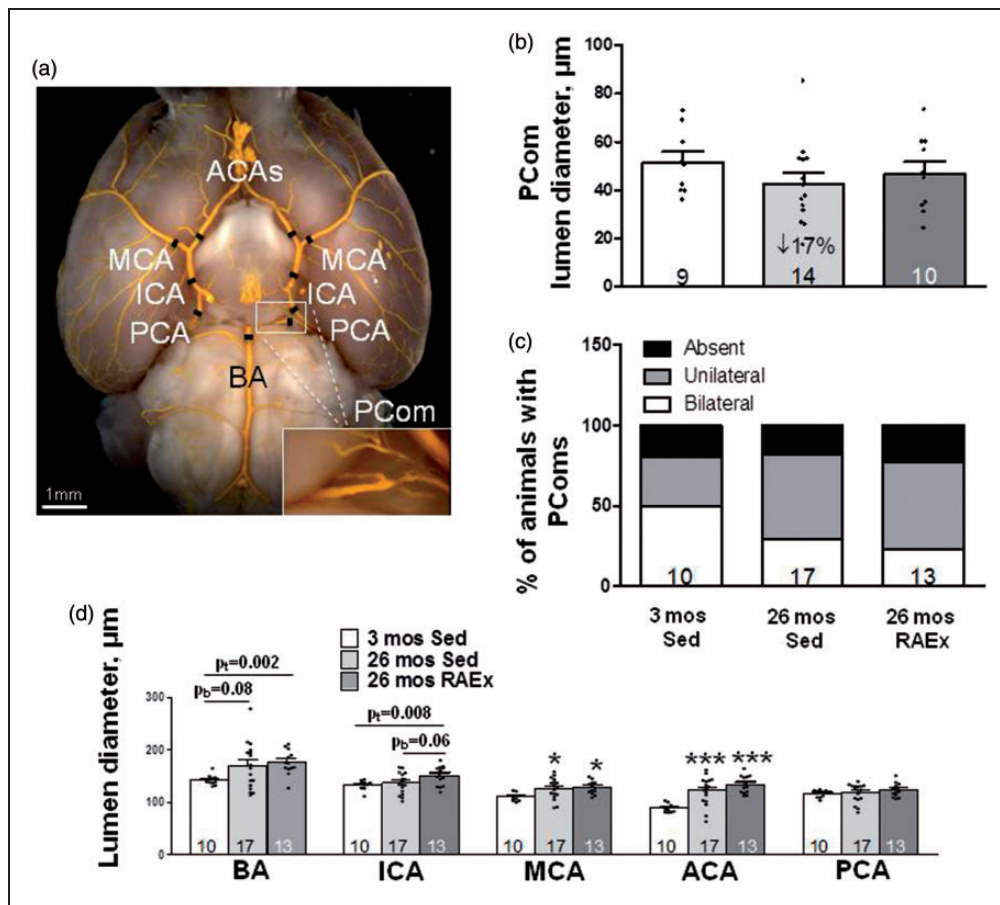 (a)
ACAs
MCA MCA
ICA ICA
PCA PCA
BA
PCom
1mm
(b)
PCom
lumen diameter, μm
100
80
60
40
20
0
↓17%
9 14 10
(c)
% of animals with
PComs
150
100
50
0
Absent
Unilateral
Bilateral
10 17 13
3 mos
Sed
26 mos
Sed
26 mos
RAEx
(d)
Lumen diameter, μm
300
200
100
0
3 mos Sed
26 mos Sed
26 mos RAEx
pt=0.002
pb=0.08
pt=0.008
pb=0.06
* *
*** ***
10 17 13 10 17 13 10 17 13 10 17 13 10 17 13
BA ICA MCA ACA PCA